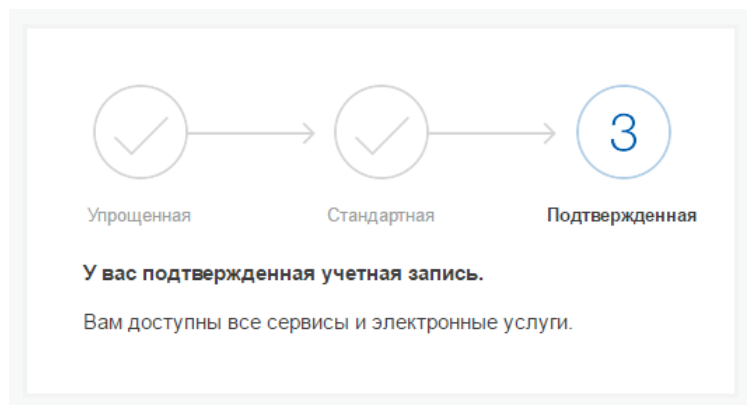 3
Упрощенная
Стандартная
Подтвержденная
У вас подтвержденная учетная запись.
Вам доступны все сервисы и электронные услуги.